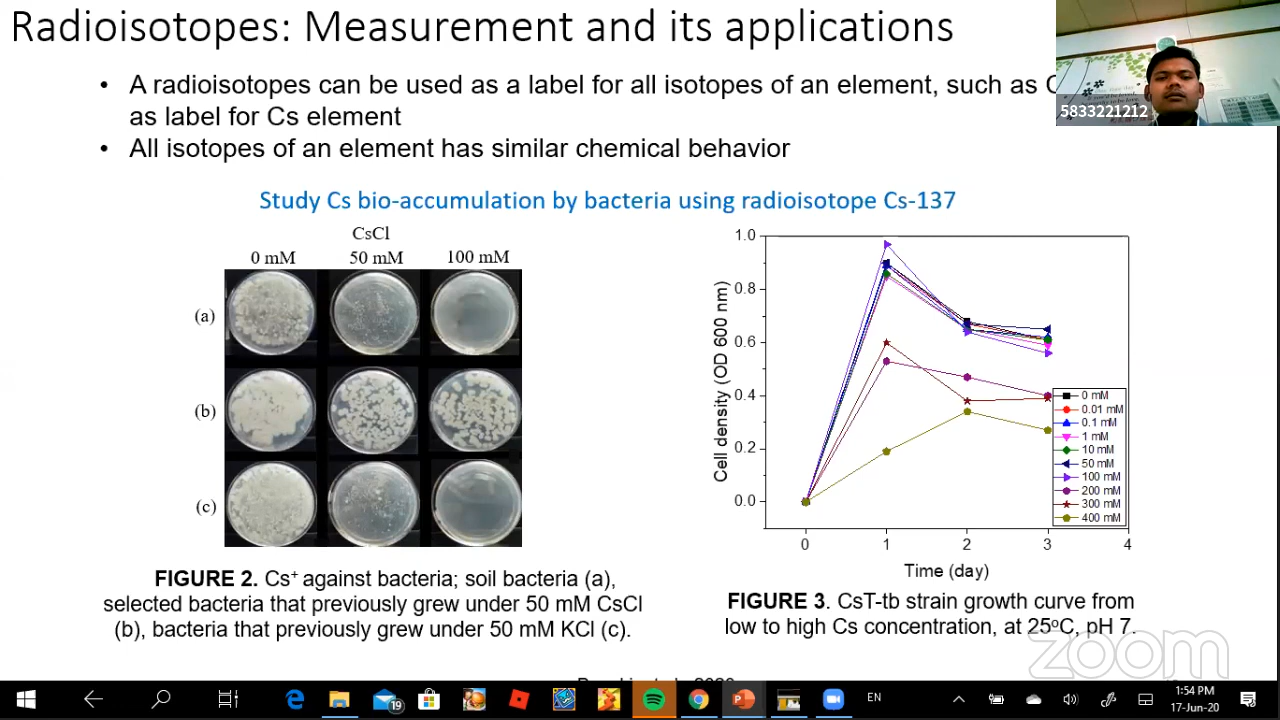 Radioisotopes: Measurement and its applications
5833221212
• A radioisotopes can be used as a label for all isotopes of an element, such as
as label for Cs element
• All isotopes of an element has similar chemical behavior
Study Cs bio-accumulation by bacteria using radioisotope Cs-137
CsCl
0 mM 50 mM 100 mM
(a)
(b)
(c)
FIGURE 2. Cs⁺ against bacteria; soil bacteria (a),
selected bacteria that previously grew under 50 mM CsCl
(b), bacteria that previously grew under 50 mM KCl (c).
Cell density (OD 600 nm)
1.0
0.8
0.6
0.4
0.2
0.0
0 1 2 3 4
Time (day)
0 mM
0.01 mM
0.1 mM
1 mM
10 mM
50 mM
100 mM
200 mM
300 mM
400 mM
FIGURE 3. CsT-tb strain growth curve from
low to high Cs concentration, at 25ºC, pH 7.
zoom
19
EN
1:54 PM
17-Jun-20